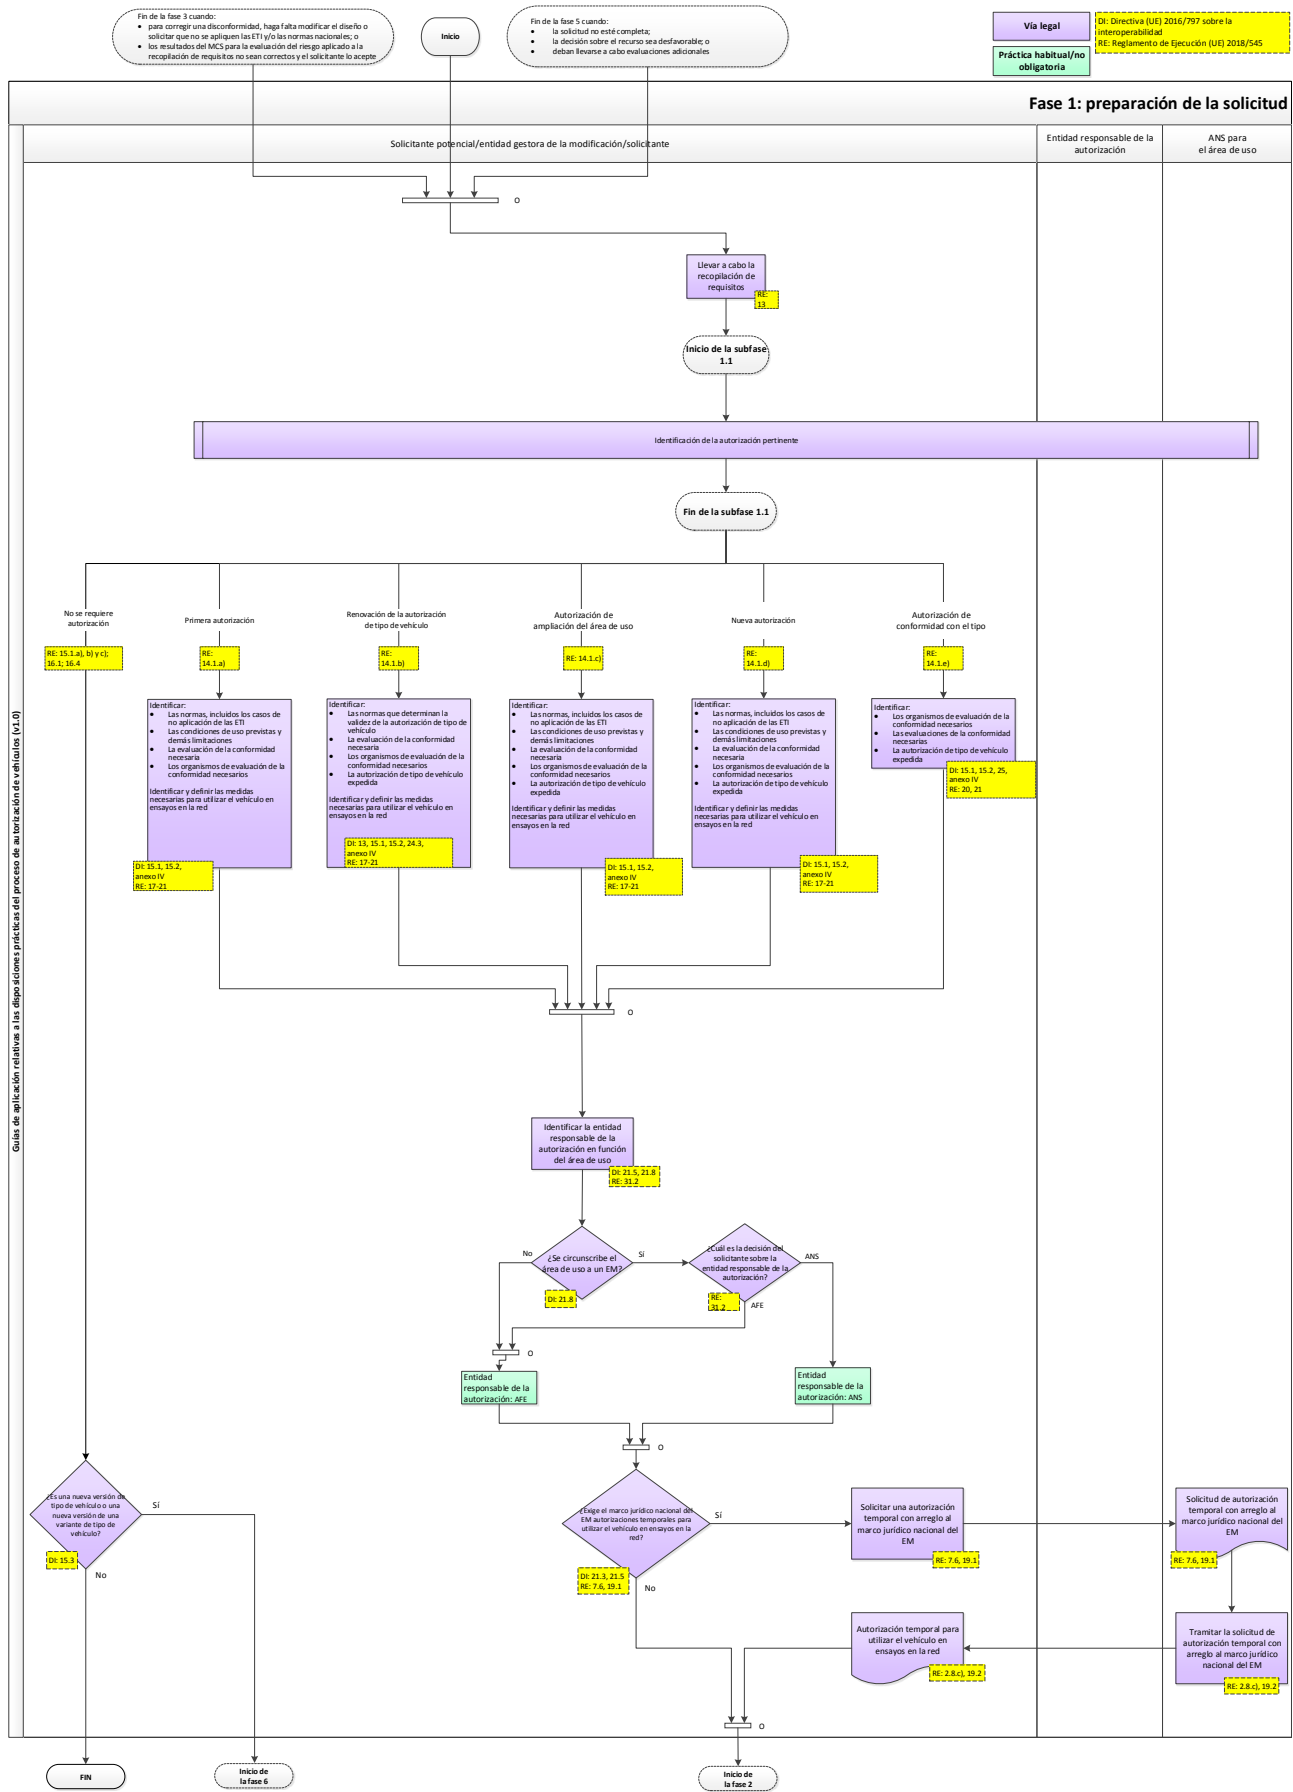 Fin de la fase 3 cuando:
• para corregir una disconformidad, haga falta modificar el diseño o
solicitar que no se apliquen las ETI y/o las normas nacionales; o
• los resultados del MCS para la evaluación del riesgo aplicado a la
recopilación de requisitos no sean correctos y el solicitante lo acepte
Inicio
Fin de la fase 5 cuando:
• la solicitud no esté completa;
• la decisión sobre el recurso sea desfavorable; o
• deban llevarse a cabo evaluaciones adicionales
Vía legal
Práctica habitual/no
obligatoria
DI: Directiva (UE) 2016/797 sobre la
interoperabilidad
RE: Reglamento de Ejecución (UE) 2018/545
Fase 1: preparación de la solicitud
Solicitante potencial/entidad gestora de la modificación/solicitante
Entidad responsable de la
autorización
ANS para
el área de uso
Guías de aplicación relativas a las disposiciones prácticas del proceso de autorización de vehículos (v1.0)
O
Llevar a cabo la
recopilación de
requisitos
RE:
13
Inicio de la subfase
1.1
Identificación de la autorización pertinente
Fin de la subfase 1.1
No se requiere
autorización
RE: 15.1.a), b) y c);
16.1; 16.4
Primera autorización
RE:
14.1.a)
Renovación de la autorización
de tipo de vehículo
RE:
14.1.b)
Autorización de
ampliación del área de uso
RE: 14.1.c)
Nueva autorización
RE:
14.1.d)
Autorización de
conformidad con el tipo
RE:
14.1.e)
Identificar:
• Las normas, incluidos los casos de
no aplicación de las ETI
• Las condiciones de uso previstas y
demás limitaciones
• La evaluación de la conformidad
necesaria
• Los organismos de evaluación de la
conformidad necesarios
Identificar y definir las medidas
necesarias para utilizar el vehículo en
ensayos en la red
DI: 15.1, 15.2,
anexo IV
RE: 17-21
Identificar:
• Las normas que determinan la
validez de la autorización de tipo de
vehículo
• La evaluación de la conformidad
necesaria
• Los organismos de evaluación de la
conformidad necesarios
• La autorización de tipo de vehículo
expedida
Identificar y definir las medidas
necesarias para utilizar el vehículo en
ensayos en la red
DI: 13, 15.1, 15.2, 24.3,
anexo IV
RE: 17-21
Identificar:
• Las normas, incluidos los casos de
no aplicación de las ETI
• Las condiciones de uso previstas y
demás limitaciones
• La evaluación de la conformidad
necesaria
• Los organismos de evaluación de la
conformidad necesarios
• La autorización de tipo de vehículo
expedida
Identificar y definir las medidas
necesarias para utilizar el vehículo en
ensayos en la red
DI: 15.1, 15.2,
anexo IV
RE: 17-21
Identificar:
• Las normas, incluidos los casos de
no aplicación de las ETI
• Las condiciones de uso previstas y
demás limitaciones
• La evaluación de la conformidad
necesaria
• Los organismos de evaluación de la
conformidad necesarios
• La autorización de tipo de vehículo
expedida
Identificar y definir las medidas
necesarias para utilizar el vehículo en
ensayos en la red
DI: 15.1, 15.2,
anexo IV
RE: 17-21
Identificar:
• Los organismos de evaluación de la
conformidad necesarios
• Las evaluaciones de la conformidad
necesarias
• La autorización de tipo de vehículo
expedida
DI: 15.1, 15.2, 25,
anexo IV
RE: 20, 21
O
Identificar la entidad
responsable de la
autorización en función
del área de uso
DI: 21.5, 21.8
RE: 31.2
No
¿Se circunscribe el
área de uso a un EM?
DI: 21.8
Sí
¿Cuál es la decisión del
solicitante sobre la
entidad responsable de la
autorización?
RE:
31.2
ANS
AFE
O
Entidad
responsable de la
autorización: AFE
Entidad
responsable de la
autorización: ANS
O
¿Es una nueva versión de
tipo de vehículo o una
nueva versión de una
variante de tipo de
vehículo?
DI: 15.3
Sí
No
¿Exige el marco jurídico nacional del
EM autorizaciones temporales para
utilizar el vehículo en ensayos en la
red?
DI: 21.3, 21.5
RE: 7.6, 19.1
Sí
No
Solicitar una autorización
temporal con arreglo al
marco jurídico nacional del
EM
RE: 7.6, 19.1
Solicitud de autorización
temporal con arreglo al
marco jurídico nacional del
EM
RE: 7.6, 19.1
Autorización temporal para
utilizar el vehículo en
ensayos en la red
RE: 2.8.c), 19.2
Tramitar la solicitud de
autorización temporal con
arreglo al marco jurídico
nacional del EM
RE: 2.8.c), 19.2
O
FIN
Inicio de
la fase 6
Inicio de
la fase 2